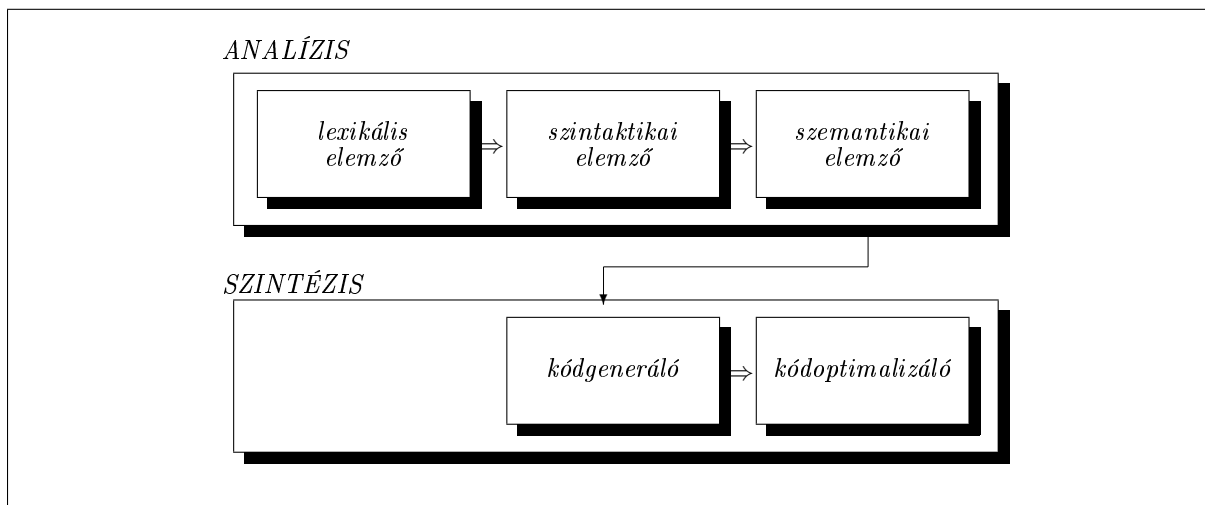 ANALÍZIS
lexikális
elemző
szintaktikai
elemző
szemantikai
elemző
SZINTÉZIS
kódgeneráló
kódoptimalizáló